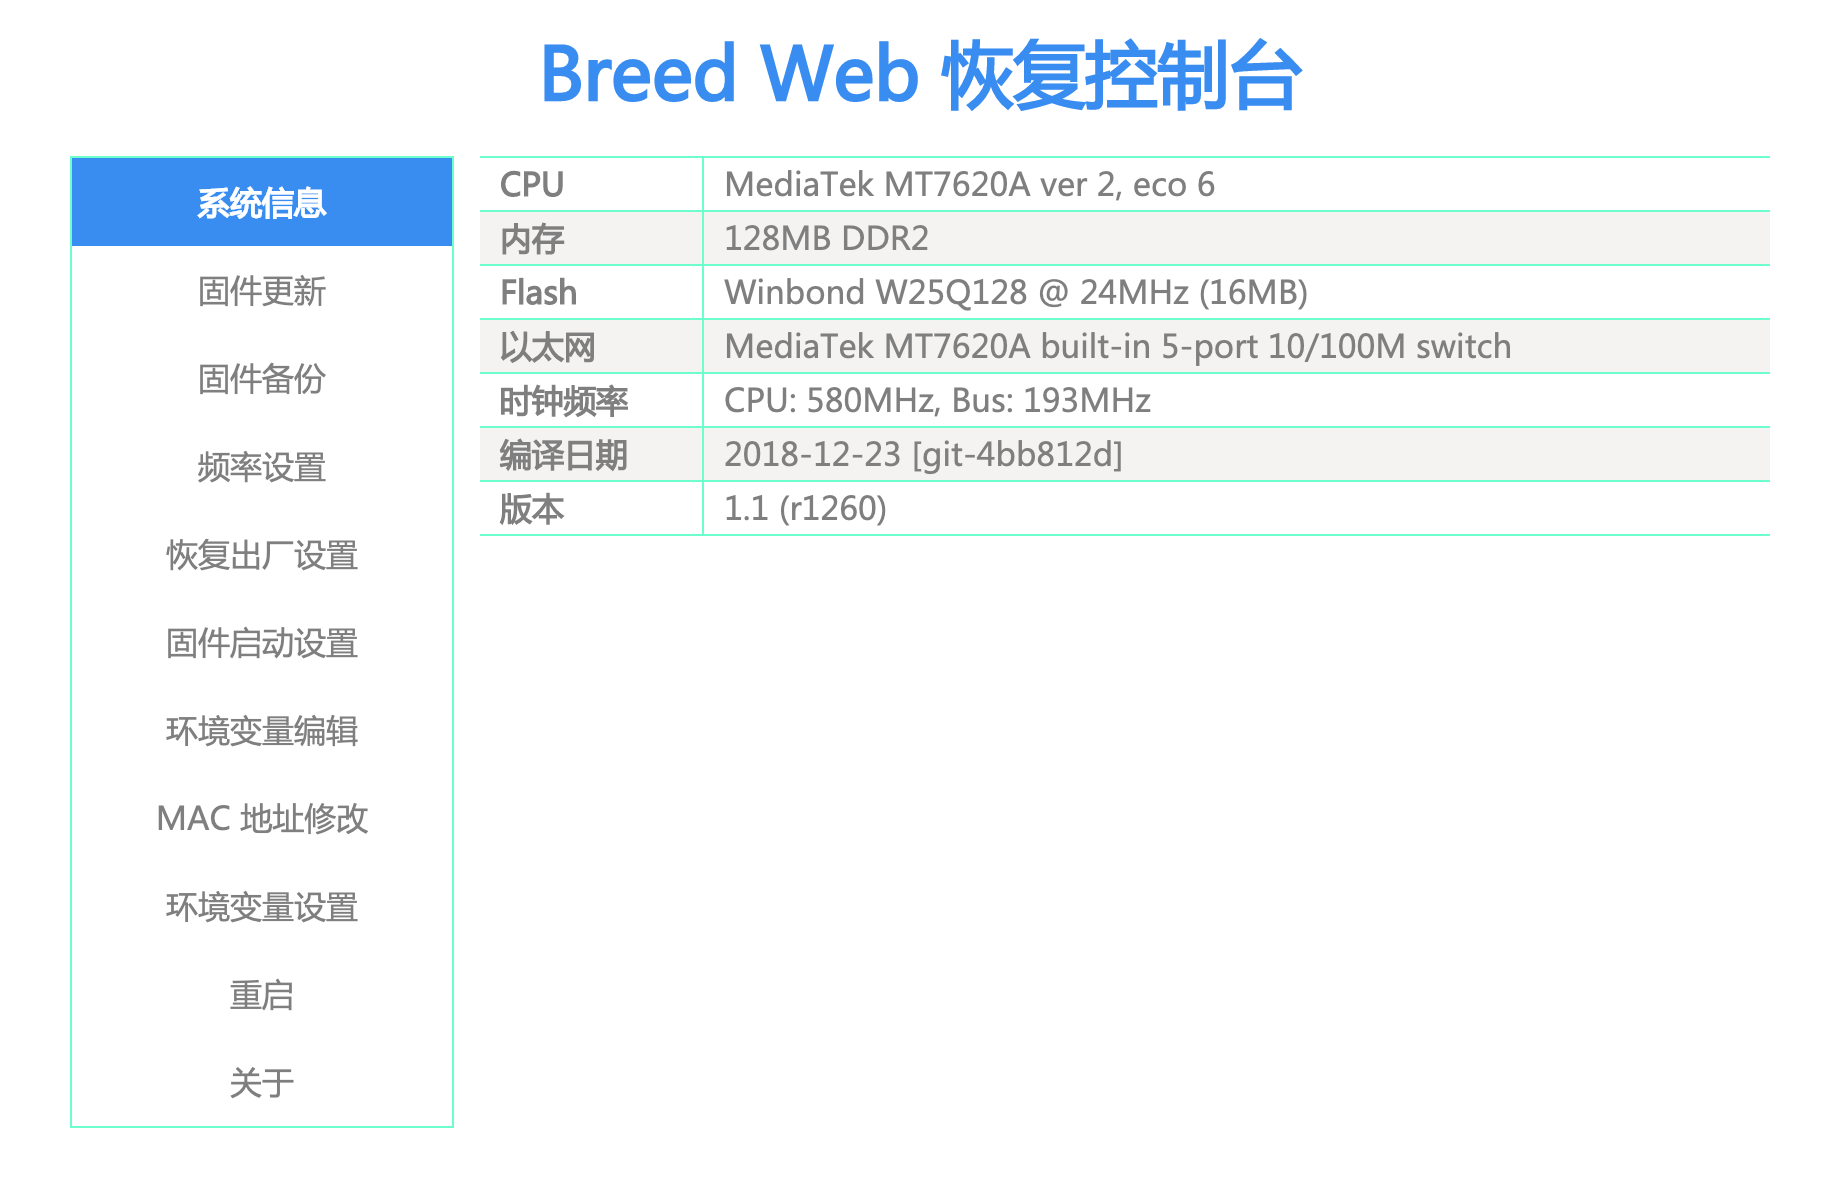 Breed Web 恢复控制台
系统信息
固件更新
固件备份
频率设置
恢复出厂设置
固件启动设置
环境变量编辑
MAC 地址修改
环境变量设置
重启
关于
CPU MediaTek MT7620A ver 2, eco 6
内存 128MB DDR2
Flash Winbond W25Q128 @ 24MHz (16MB)
以太网 MediaTek MT7620A built-in 5-port 10/100M switch
时钟频率 CPU: 580MHz, Bus: 193MHz
编译日期 2018-12-23 [git-4bb812d]
版本 1.1 (r1260)